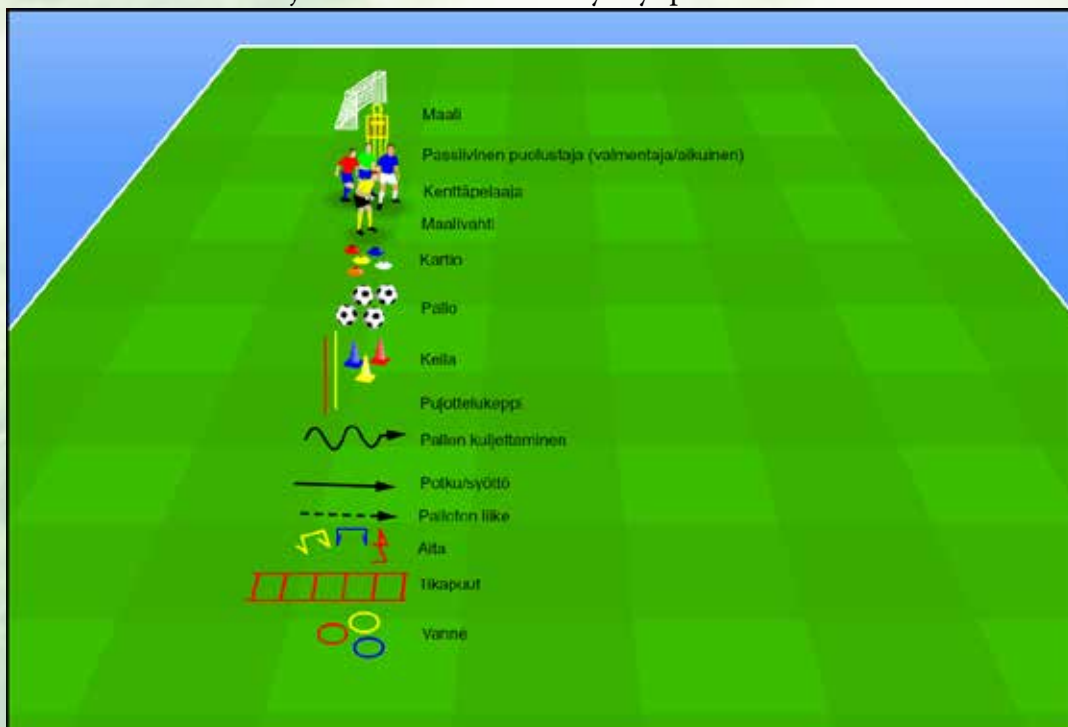 Maali
Passiivinen puolustaja (valmentaja/aikuinen)
Kenttäpelaaja
Maalivahti
Kartio
Pallo
Keila
Pujottelukeppi
Pallon kuljettaminen
Potku/syöttö
Palloton liike
Aita
Tikapuut
Vanne